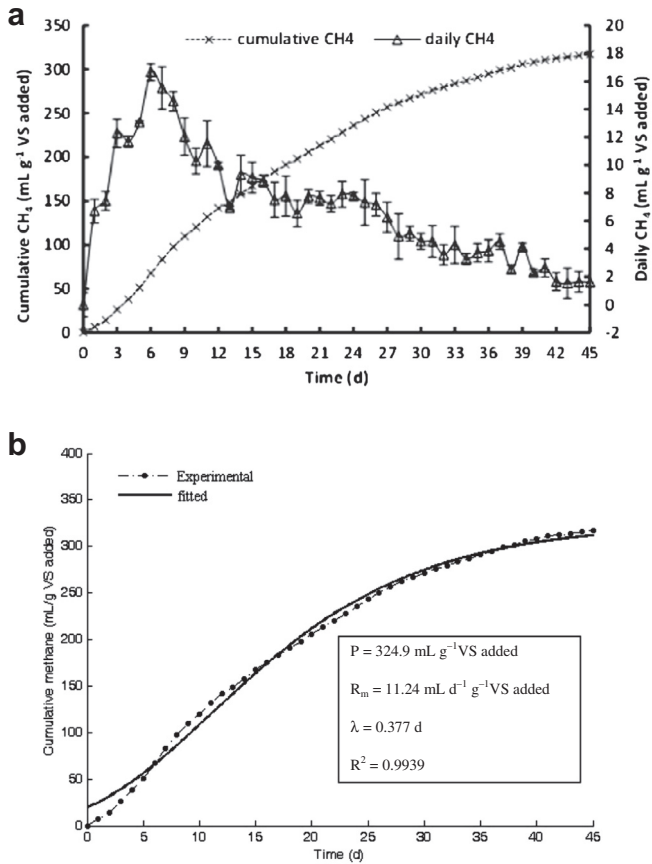 a
cumulative CH4
daily CH4
Cumulative CH₄ (mL g⁻¹ VS added)
350
300
250
200
150
100
50
0
20
18
16
14
12
10
8
6
4
2
0
-2
Daily CH₄ (mL g⁻¹ VS added)
0 3 6 9 12 15 18 21 24 27 30 33 36 39 42 45
Time (d)
b
Experimental
fitted
Cumulative methane (mL/g VS added)
400
350
300
250
200
150
100
50
0
P = 324.9 mL g⁻¹VS added
Rₘ = 11.24 mL d⁻¹ g⁻¹VS added
λ = 0.377 d
R² = 0.9939
0 5 10 15 20 25 30 35 40 45
Time (d)